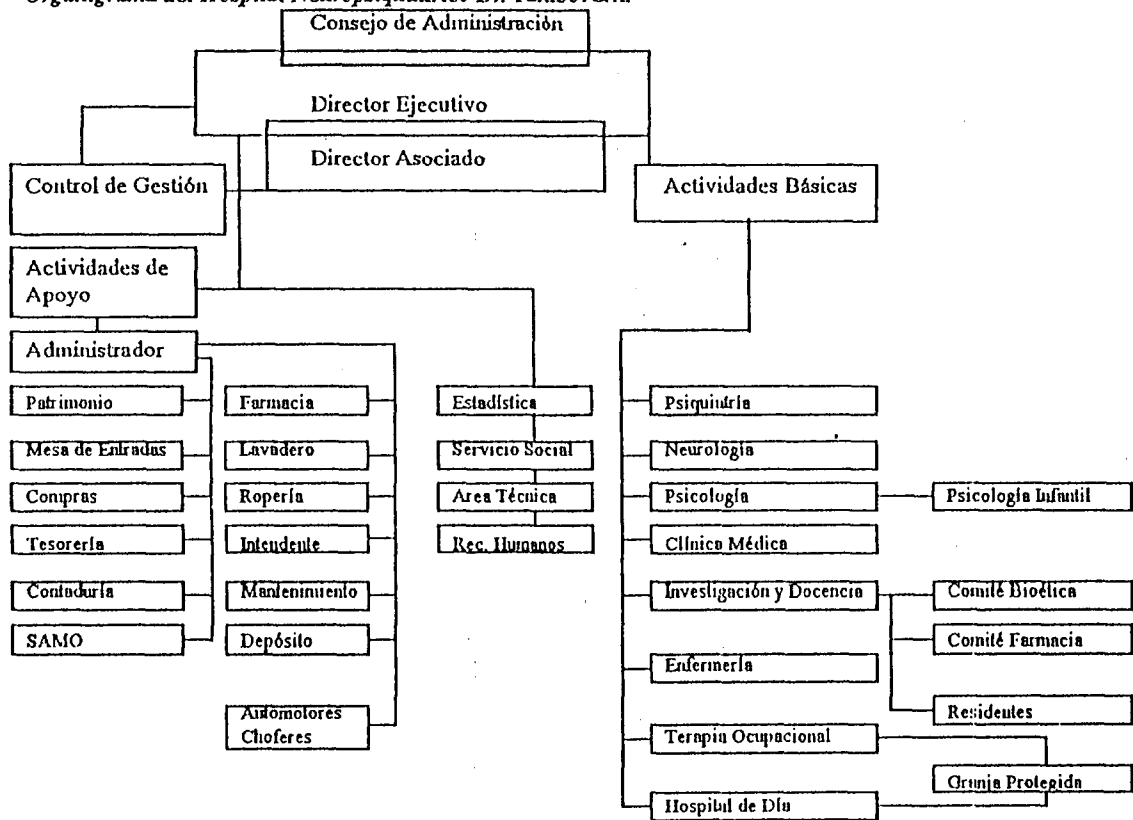 Consejo de Administración
Director Ejecutivo
Director Asociado
Control de Gestión
Actividades Básicas
Actividades de
Apoyo
Administrador
Patrimonio
Farmacia
Estadística
Psiquiatría
Mesa de Entradas
Lavadero
Servicio Social
Neurología
Compras
Ropería
Area Técnica
Psicología
Psicología Infantil
Tesorería
Intendente
Rec. Humanos
Clínica Médica
Contaduría
Mantenimiento
Investigación y Docencia
Comité Bioética
SAMO
Depósito
Comité Farmacia
Enfermería
Automotores
Choferes
Residentes
Terapia Ocupacional
Granja Protegida
Hospital de Día